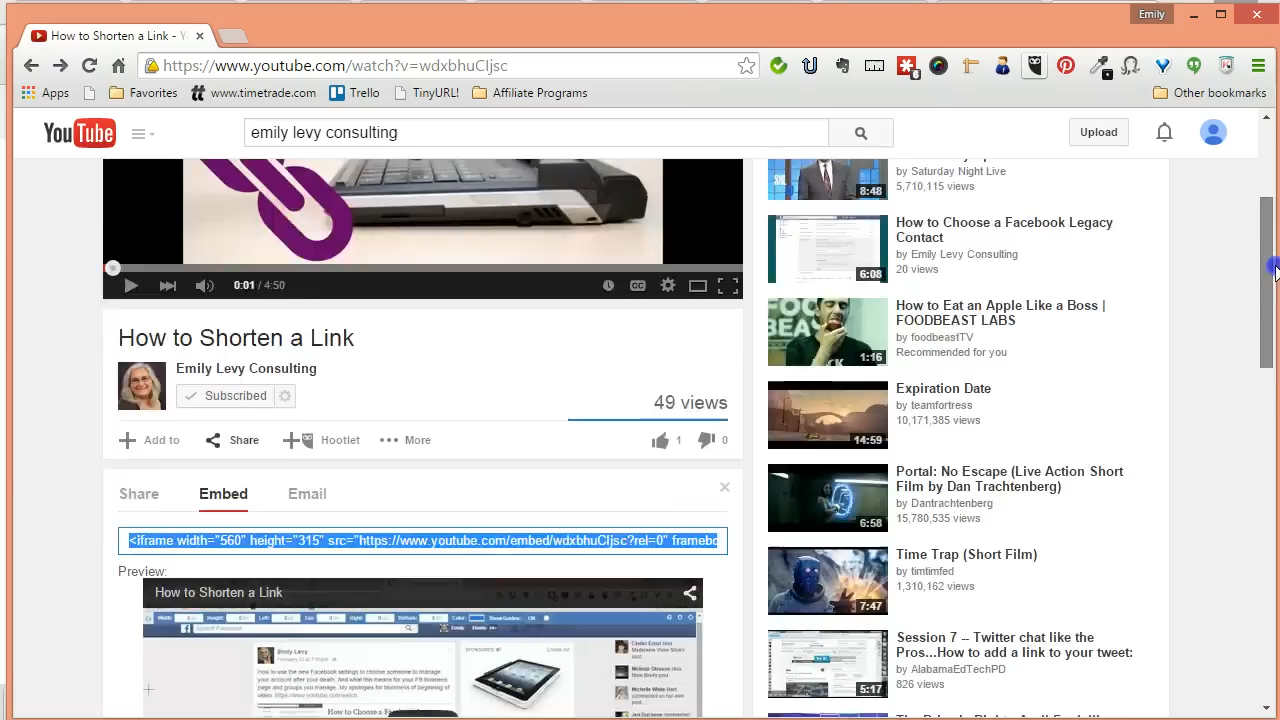 Emily
How to Shorten a Link - Y
https://www.youtube.com/watch?v=wdxbhuCIjsc
6
Apps
Favorites
www.timetrade.com
Trello
TinyURL!
Affiliate Programs
Other bookmarks
YouTube
emily levy consulting
Upload
0:01 / 4:50
CC
How to Shorten a Link
Emily Levy Consulting
Subscribed
49 views
Add to
Share
Hootlet
More
1
0
Share
Embed
Email
<iframe width="560" height="315" src="https://www.youtube.com/embed/wdxbhuCIjsc?rel=0" framebo
Preview:
How to Shorten a Link
Emily Levy
SPONSORED
by Saturday Night Live
5,710,115 views
8:48
How to Choose a Facebook Legacy
Contact
by Emily Levy Consulting
20 views
6:08
How to Eat an Apple Like a Boss |
FOODBEAST LABS
by foodbeastTV
Recommended for you
1:16
Expiration Date
by teamfortress
10,171,385 views
14:59
Portal: No Escape (Live Action Short
Film by Dan Trachtenberg)
by Dantrachtenberg
15,780,535 views
6:58
Time Trap (Short Film)
by timtimfed
1,310,162 views
7:47
Session 7 -- Twitter chat like the
Pros...How to add a link to your tweet:
by AlabamaEdTechPD
826 views
5:17